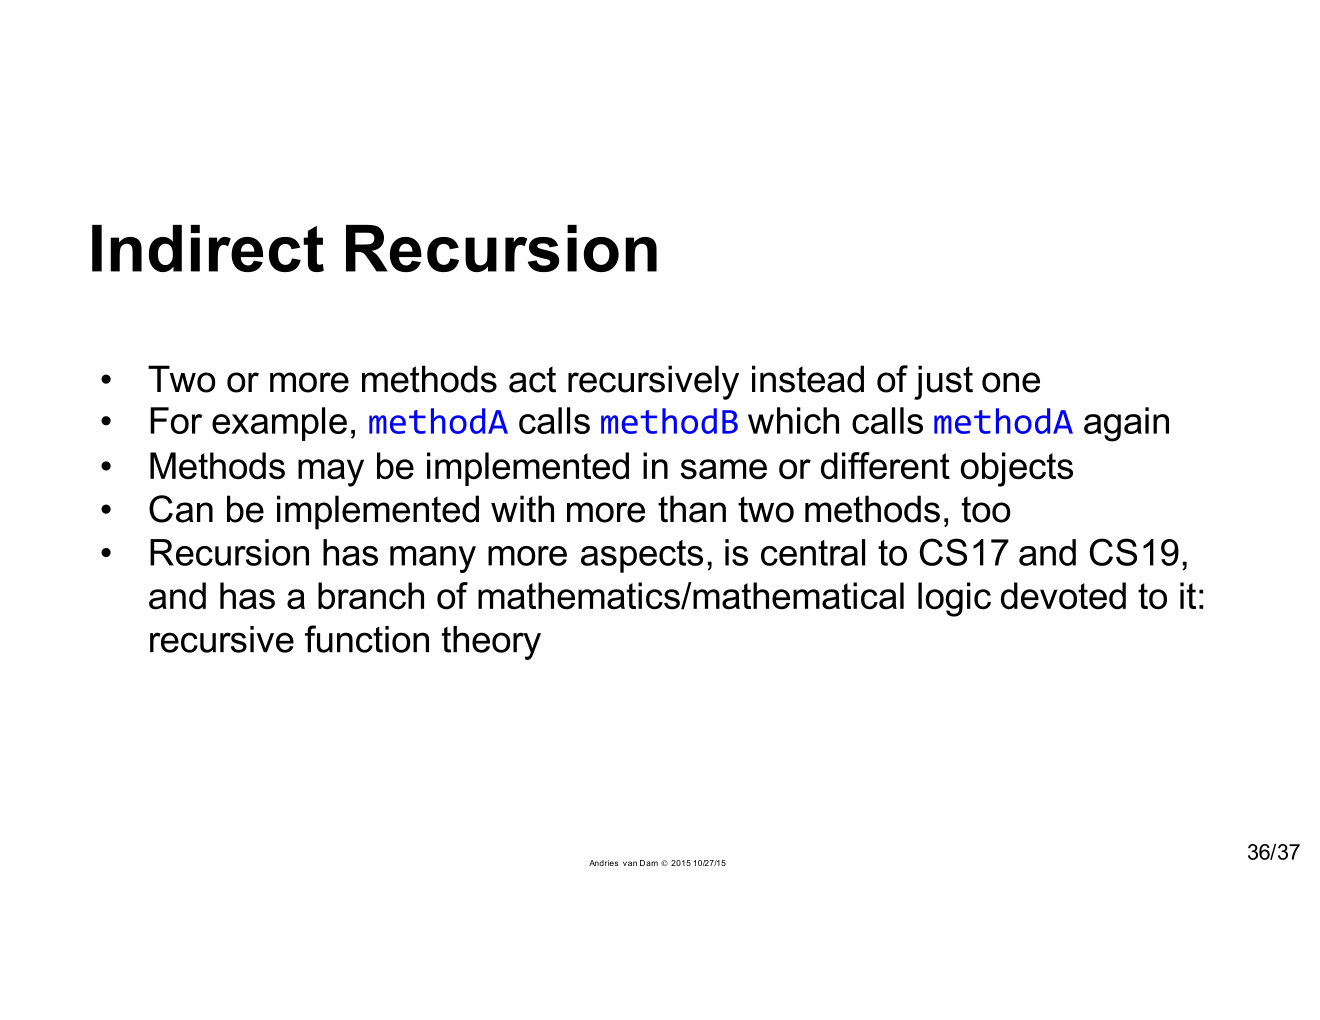 Indirect Recursion
• Two or more methods act recursively instead of just one
• For example, methodA calls methodB which calls methodA again
• Methods may be implemented in same or different objects
• Can be implemented with more than two methods, too
• Recursion has many more aspects, is central to CS17 and CS19,
and has a branch of mathematics/mathematical logic devoted to it:
recursive function theory
Andries van Dam © 2015 10/27/15
36/37